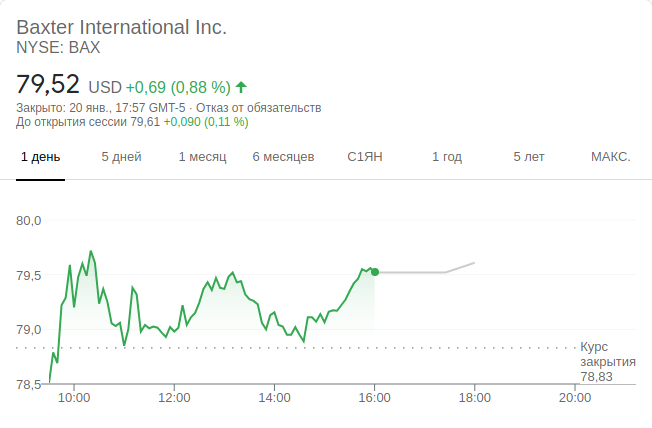 Baxter International Inc.
NYSE: BAX
79,52 USD +0,69 (0,88 %)
Закрыто: 20 янв., 17:57 GMT-5 · Отказ от обязательств
До открытия сессии 79,61 +0,090 (0,11 %)
1 день 5 дней 1 месяц 6 месяцев С1ЯН 1 год 5 лет МАКС.
80,0
79,5
79,0
Курс
закрытия
78,83
78,5
10:00 12:00 14:00 16:00 18:00 20:00